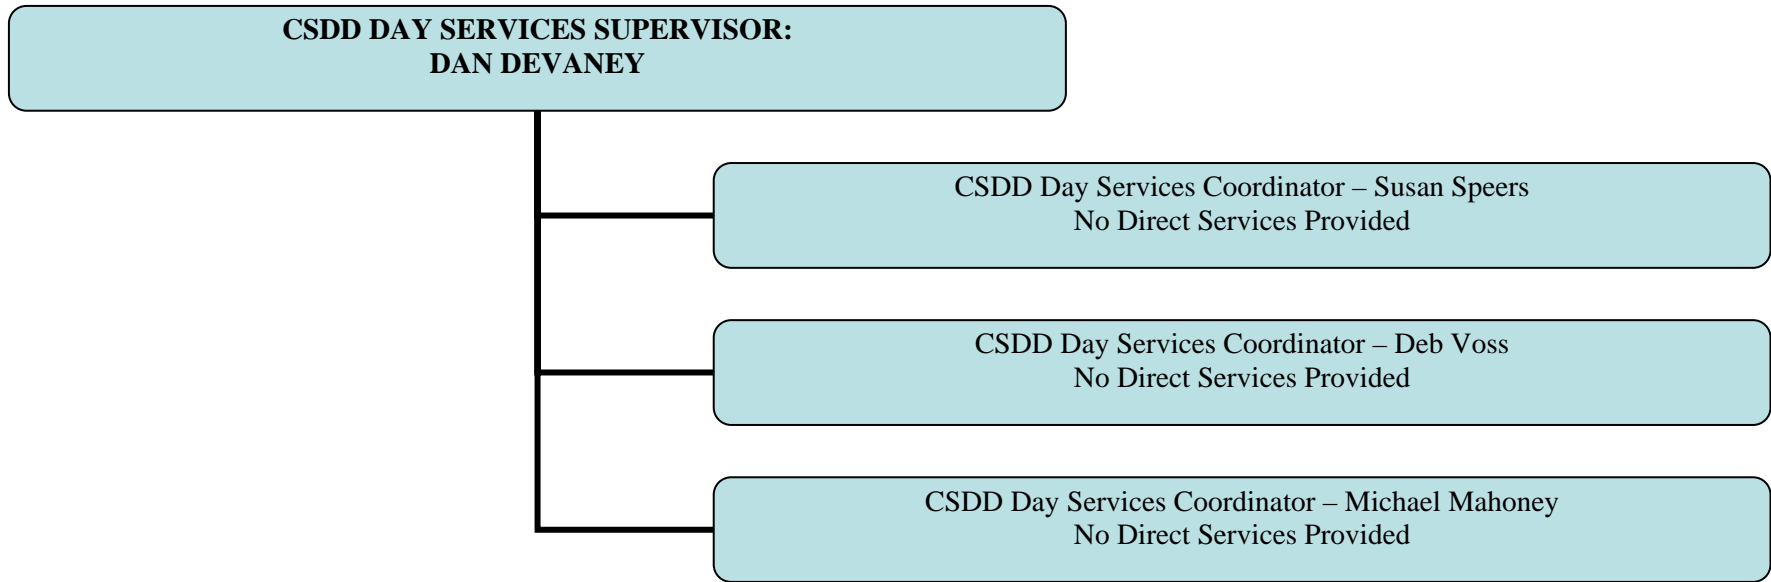 CSDD DAY SERVICES SUPERVISOR:
DAN DEVANEY
CSDD Day Services Coordinator – Susan Speers
No Direct Services Provided
CSDD Day Services Coordinator – Deb Voss
No Direct Services Provided
CSDD Day Services Coordinator – Michael Mahoney
No Direct Services Provided